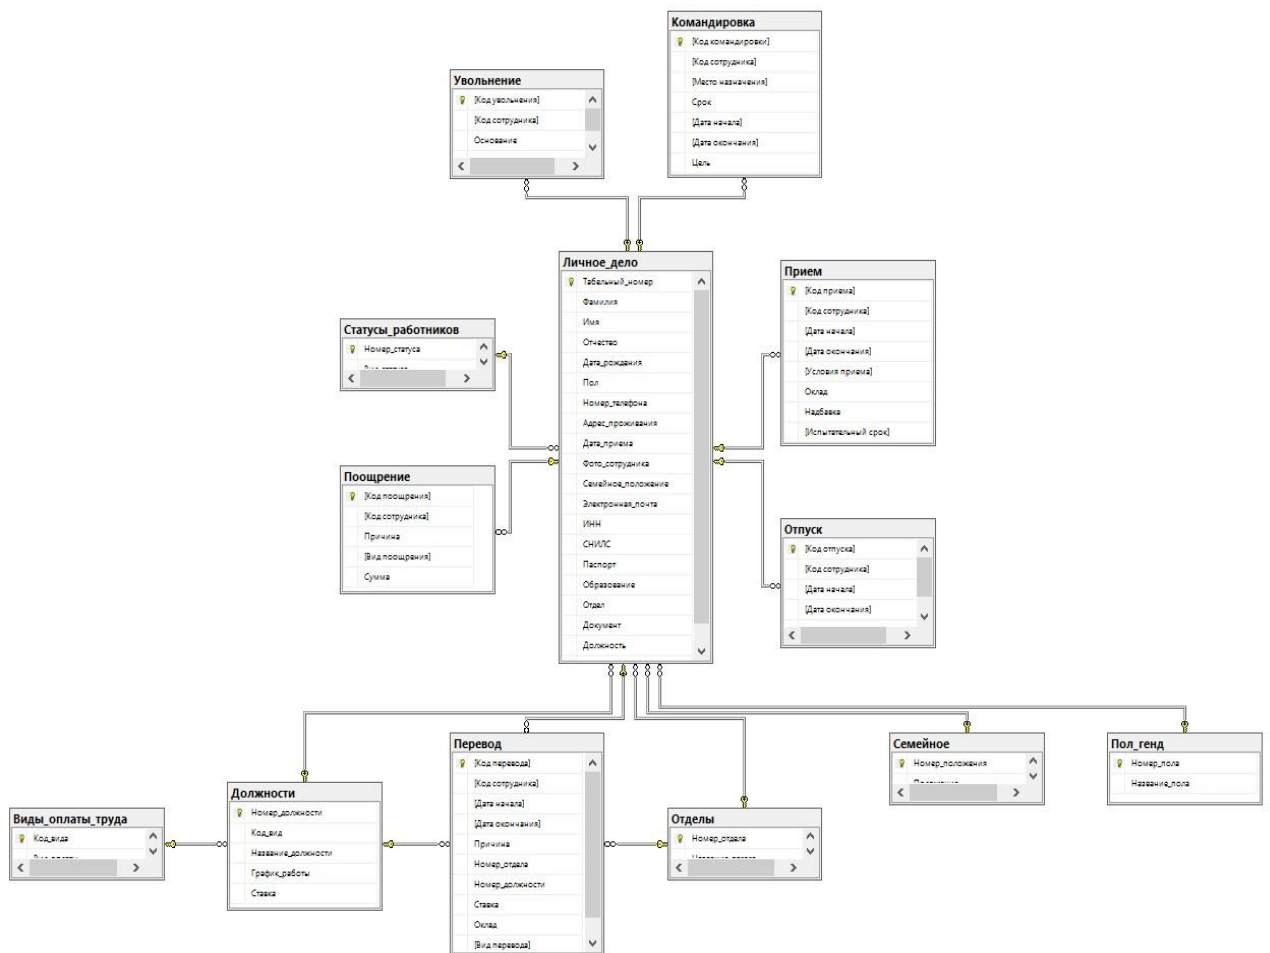 Командировка
[Код командировки]
[Код сотрудника]
[Место назначения]
Срок
[Дата начала]
[Дата окончания]
Цель
Увольнение
[Код увольнения]
[Код сотрудника]
Основание
Личное_дело
Табельный_номер
Фамилия
Имя
Отчество
Дата_рождения
Пол
Номер_телефона
Адрес_проживания
Дата_приема
Фото_сотрудника
Семейное_положение
Электронная_почта
ИНН
СНИЛС
Паспорт
Образование
Отдел
Документ
Должность
Прием
[Код приема]
[Код сотрудника]
[Дата начала]
[Дата окончания]
[Условия приема]
Оклад
Надбавка
[Испытательный срок]
Статусы_работников
Номер_статуса
Поощрение
[Код поощрения]
[Код сотрудника]
Причина
[Вид поощрения]
Сумма
Отпуск
[Код отпуска]
[Код сотрудника]
[Дата начала]
[Дата окончания]
Виды_оплаты_труда
Код_вида
Должности
Номер_должности
Код_вид
Название_должности
График_работы
Ставка
Перевод
[Код перевода]
[Код сотрудника]
[Дата начала]
[Дата окончания]
Причина
Номер_отдела
Номер_должности
Ставка
Оклад
[Вид перевода]
Отделы
Номер_отдела
Семейное
Номер_положения
Пол_генд
Номер_пола
Название_пола